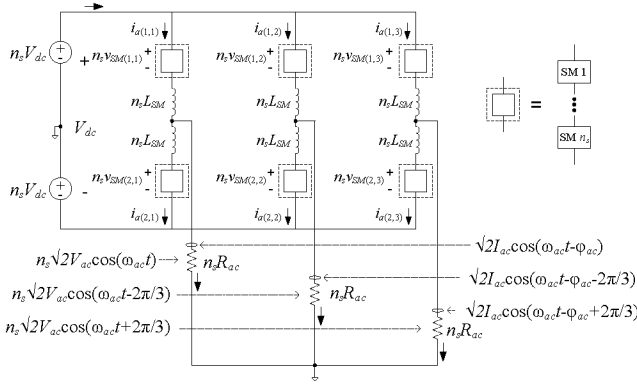 i_a(1,1) i_a(1,2) i_a(1,3)
n_sV_dc + n_sv_SM(1,1) + - n_sv_SM(1,2) + - n_sv_SM(1,3) + -
SM 1
n_sL_SM n_sL_SM n_sL_SM
=
V_dc
n_sL_SM n_sL_SM n_sL_SM
SM n_s
n_sV_dc - n_sv_SM(2,1) + - n_sv_SM(2,2) + - n_sv_SM(2,3) + -
i_a(2,1) i_a(2,2) i_a(2,3)
n_s√2V_accos(ω_act) n_sR_ac √2I_accos(ω_act-φ_ac)
n_s√2V_accos(ω_act-2π/3) n_sR_ac √2I_accos(ω_act-φ_ac-2π/3)
n_s√2V_accos(ω_act+2π/3) n_sR_ac √2I_accos(ω_act-φ_ac+2π/3)